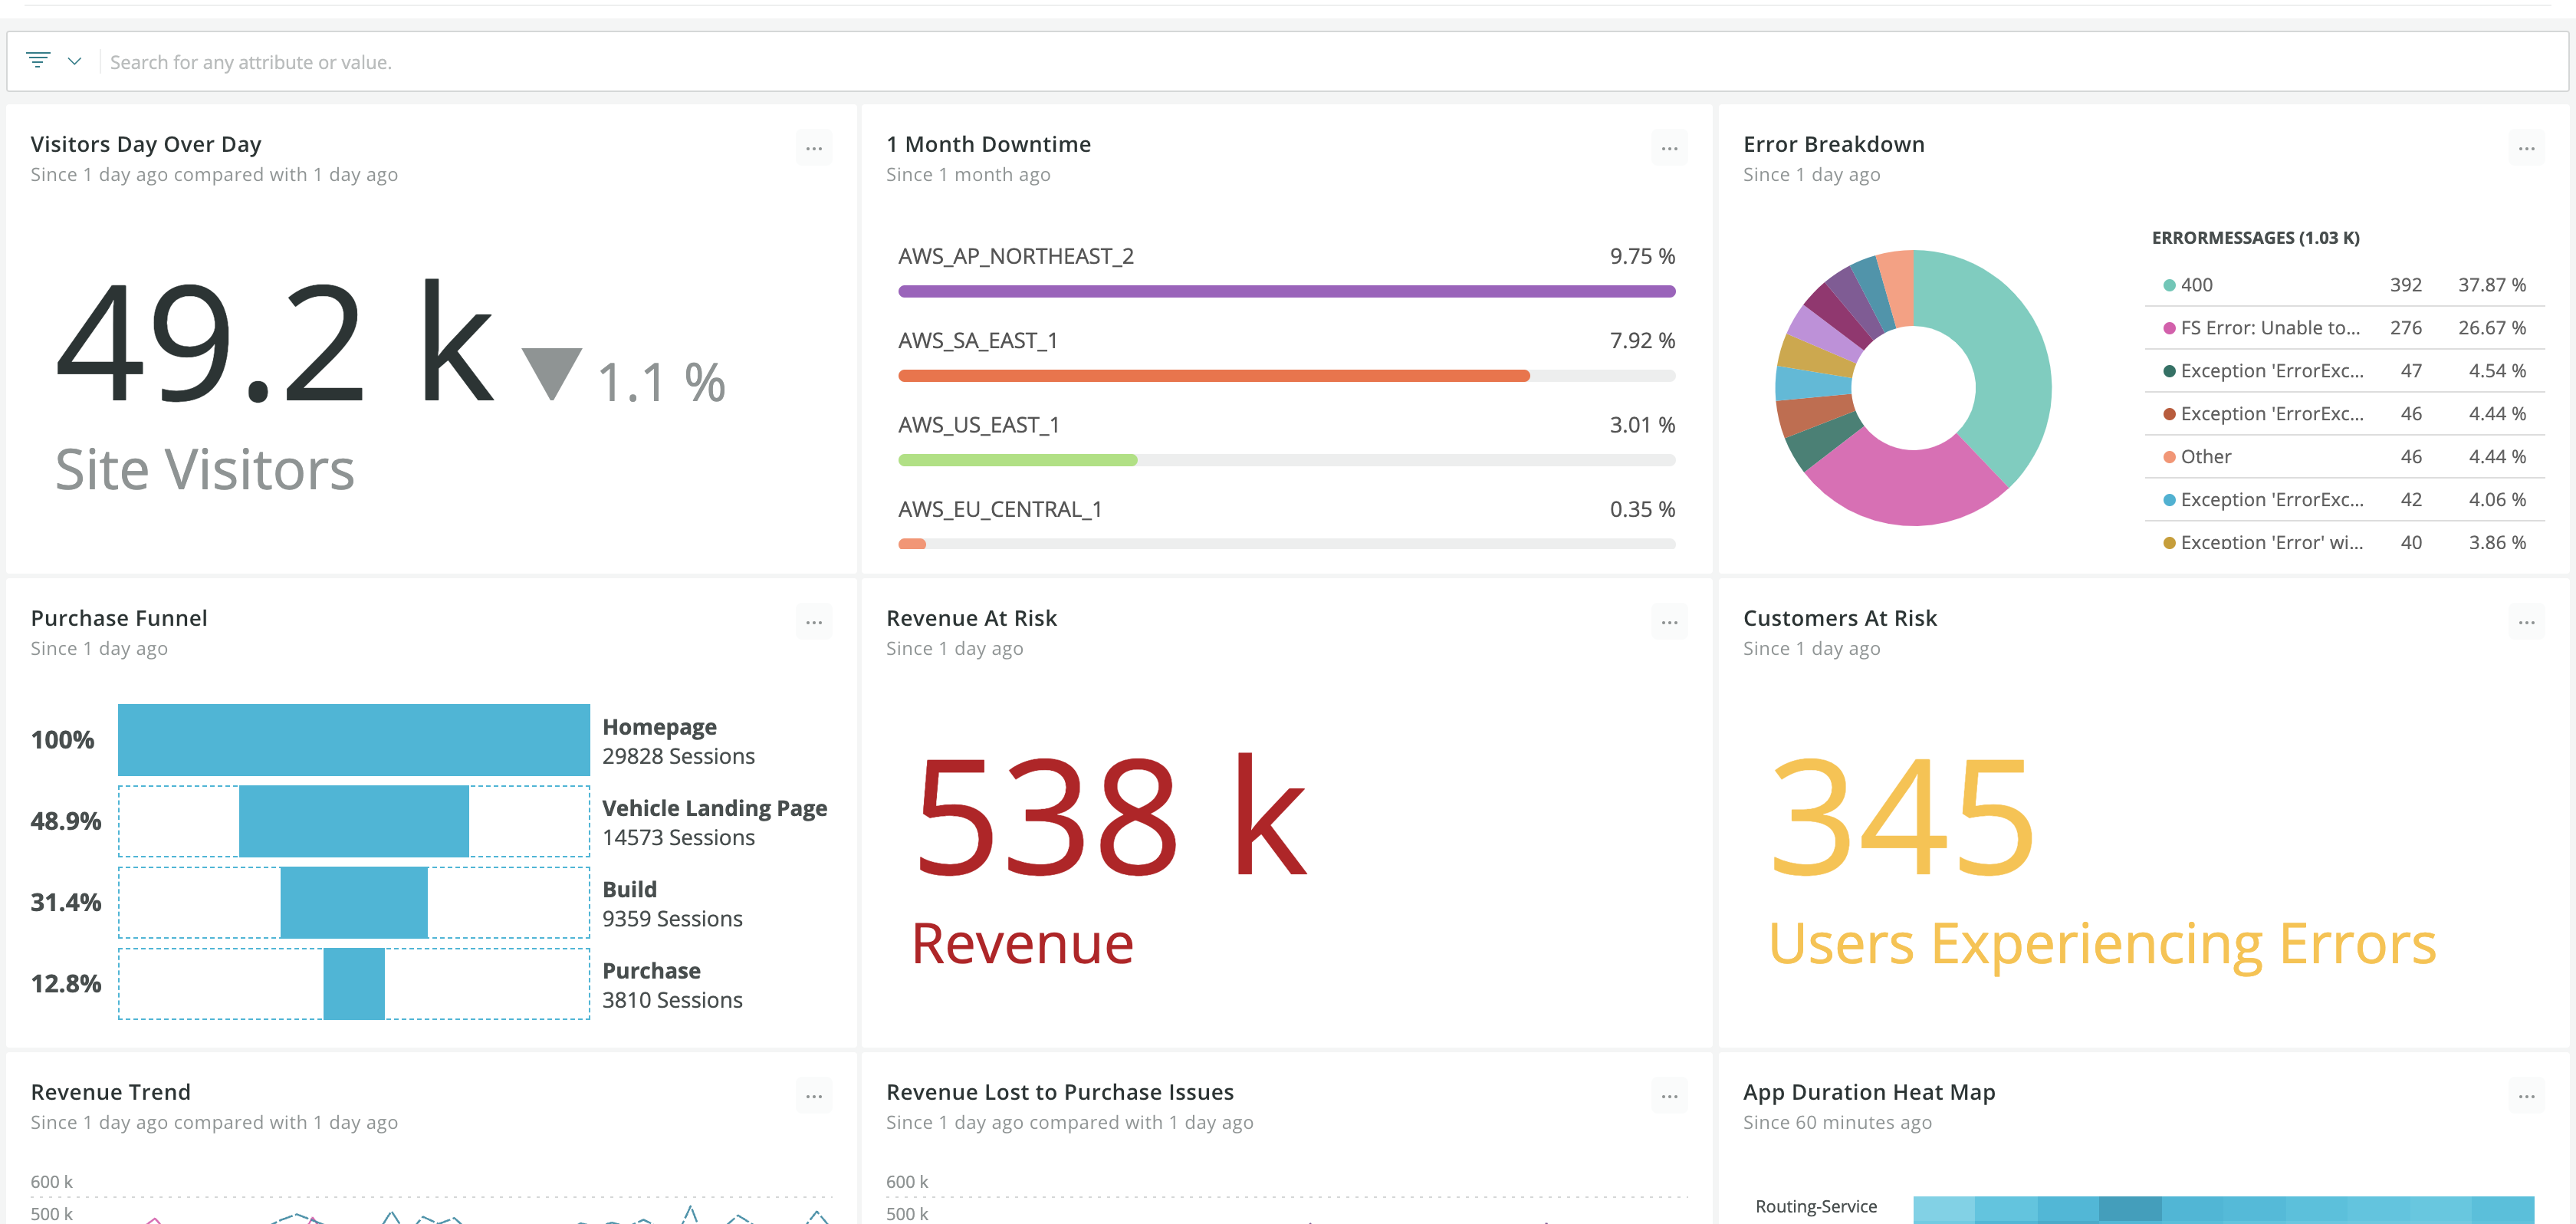 Search for any attribute or value.
Visitors Day Over Day
...
Since 1 day ago compared with 1 day ago
49.2 k
1.1 %
Site Visitors
1 Month Downtime
...
Since 1 month ago
AWS_AP_NORTHEAST_2 9.75 %
AWS_SA_EAST_1 7.92 %
AWS_US_EAST_1 3.01 %
AWS_EU_CENTRAL_1 0.35 %
Error Breakdown
...
Since 1 day ago
ERRORMESSAGES (1.03 K)
400 392 37.87 %
FS Error: Unable to... 276 26.67 %
Exception 'ErrorExc... 47 4.54 %
Exception 'ErrorExc... 46 4.44 %
Other 46 4.44 %
Exception 'ErrorExc... 42 4.06 %
Exception 'Error' wi... 40 3.86 %
Purchase Funnel
...
Since 1 day ago
100%
Homepage
29828 Sessions
48.9%
Vehicle Landing Page
14573 Sessions
31.4%
Build
9359 Sessions
12.8%
Purchase
3810 Sessions
Revenue At Risk
...
Since 1 day ago
538 k
Revenue
Customers At Risk
...
Since 1 day ago
345
Users Experiencing Errors
Revenue Trend
...
Since 1 day ago compared with 1 day ago
600 k
500 k
Revenue Lost to Purchase Issues
...
Since 1 day ago compared with 1 day ago
600 k
500 k
App Duration Heat Map
...
Since 60 minutes ago
Routing-Service